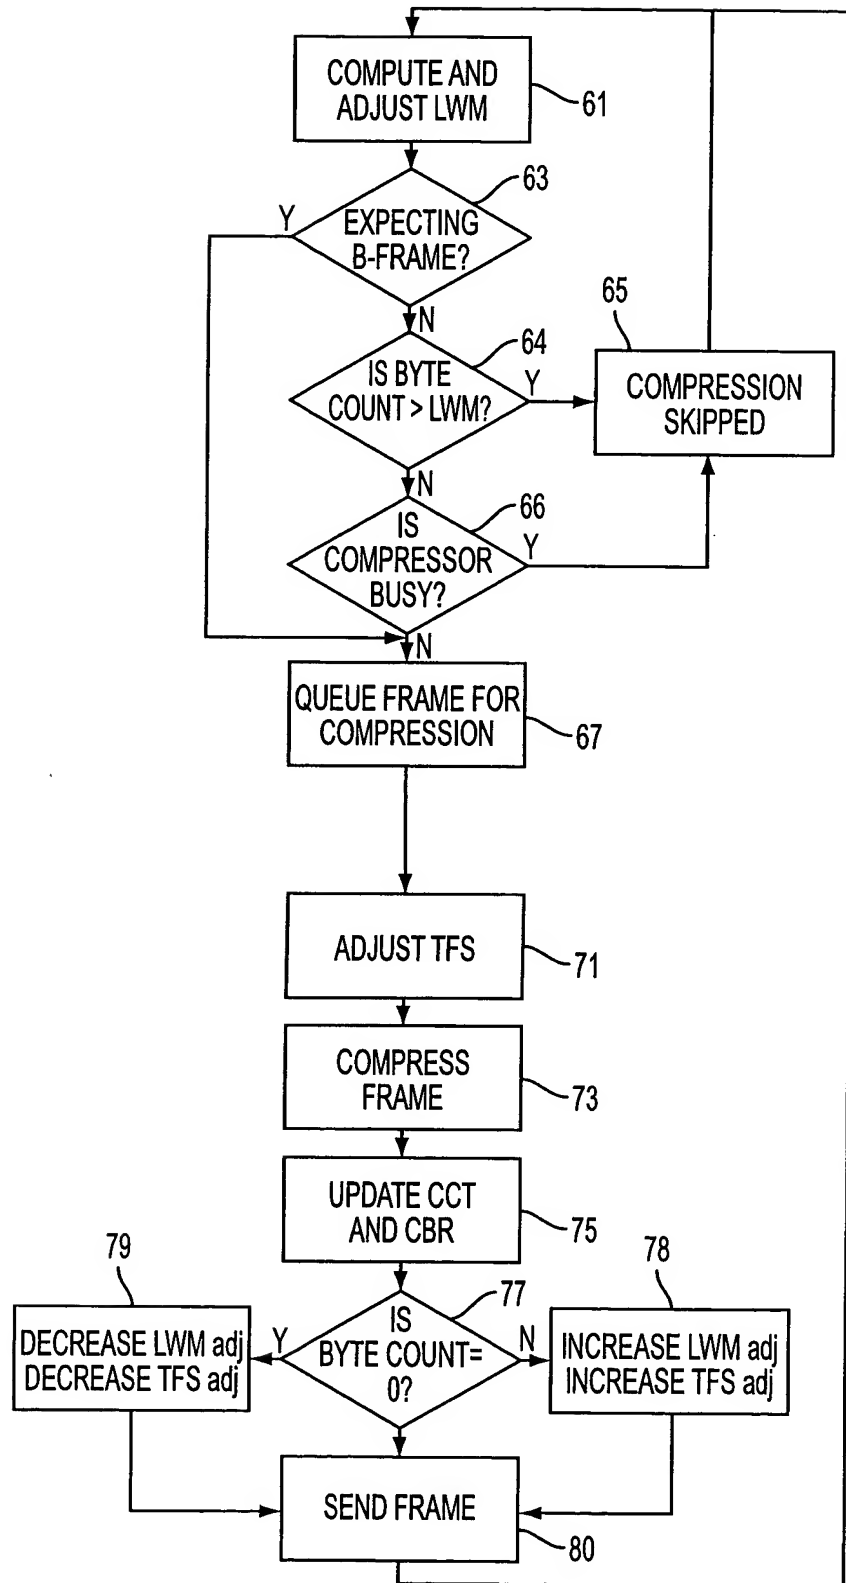 COMPUTE AND
ADJUST LWM
61
63
Y
EXPECTING
B-FRAME?
N
65
64
IS BYTE
COUNT > LWM?
Y
COMPRESSION
SKIPPED
N
66
IS
COMPRESSOR
BUSY?
Y
N
QUEUE FRAME FOR
COMPRESSION
67
ADJUST TFS
71
COMPRESS
FRAME
73
UPDATE CCT
AND CBR
75
79
77
78
DECREASE LWM adj
DECREASE TFS adj
Y
IS
BYTE COUNT=
0?
N
INCREASE LWM adj
INCREASE TFS adj
SEND FRAME
80